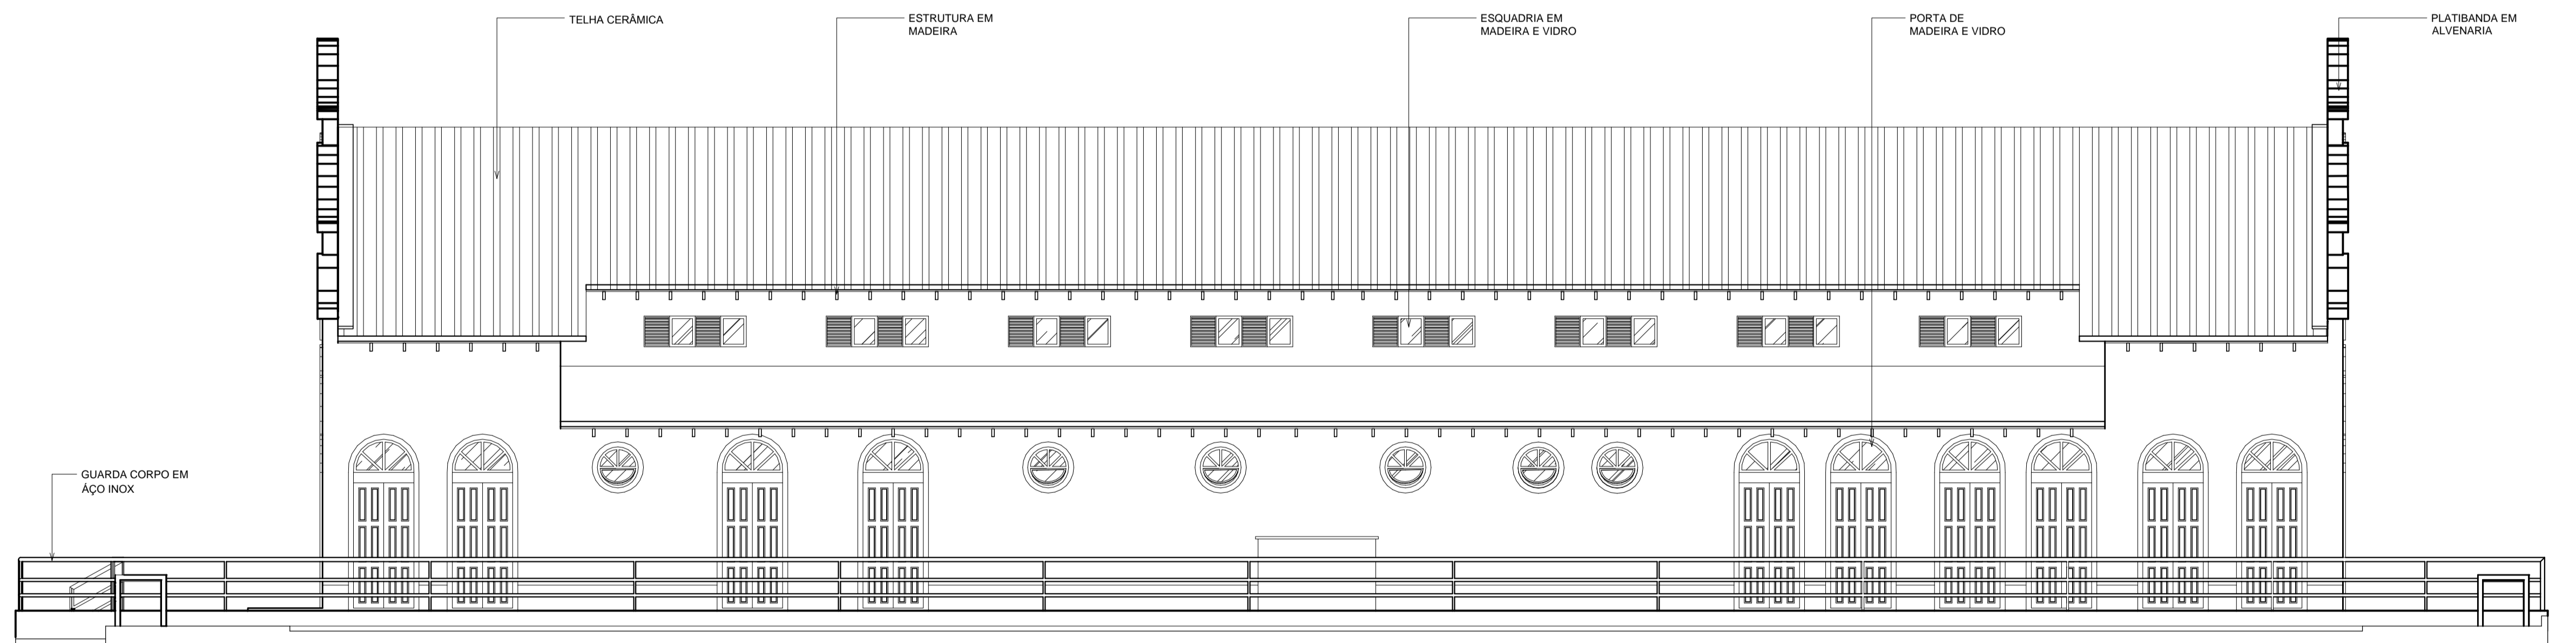 TELHA CERÂMICA
ESTRUTURA EM
MADEIRA
ESQUADRIA EM
MADEIRA E VIDRO
PORTA DE
MADEIRA E VIDRO
PLATIBANDA EM
ALVENARIA
GUARDA CORPO EM
ÁÇO INOX